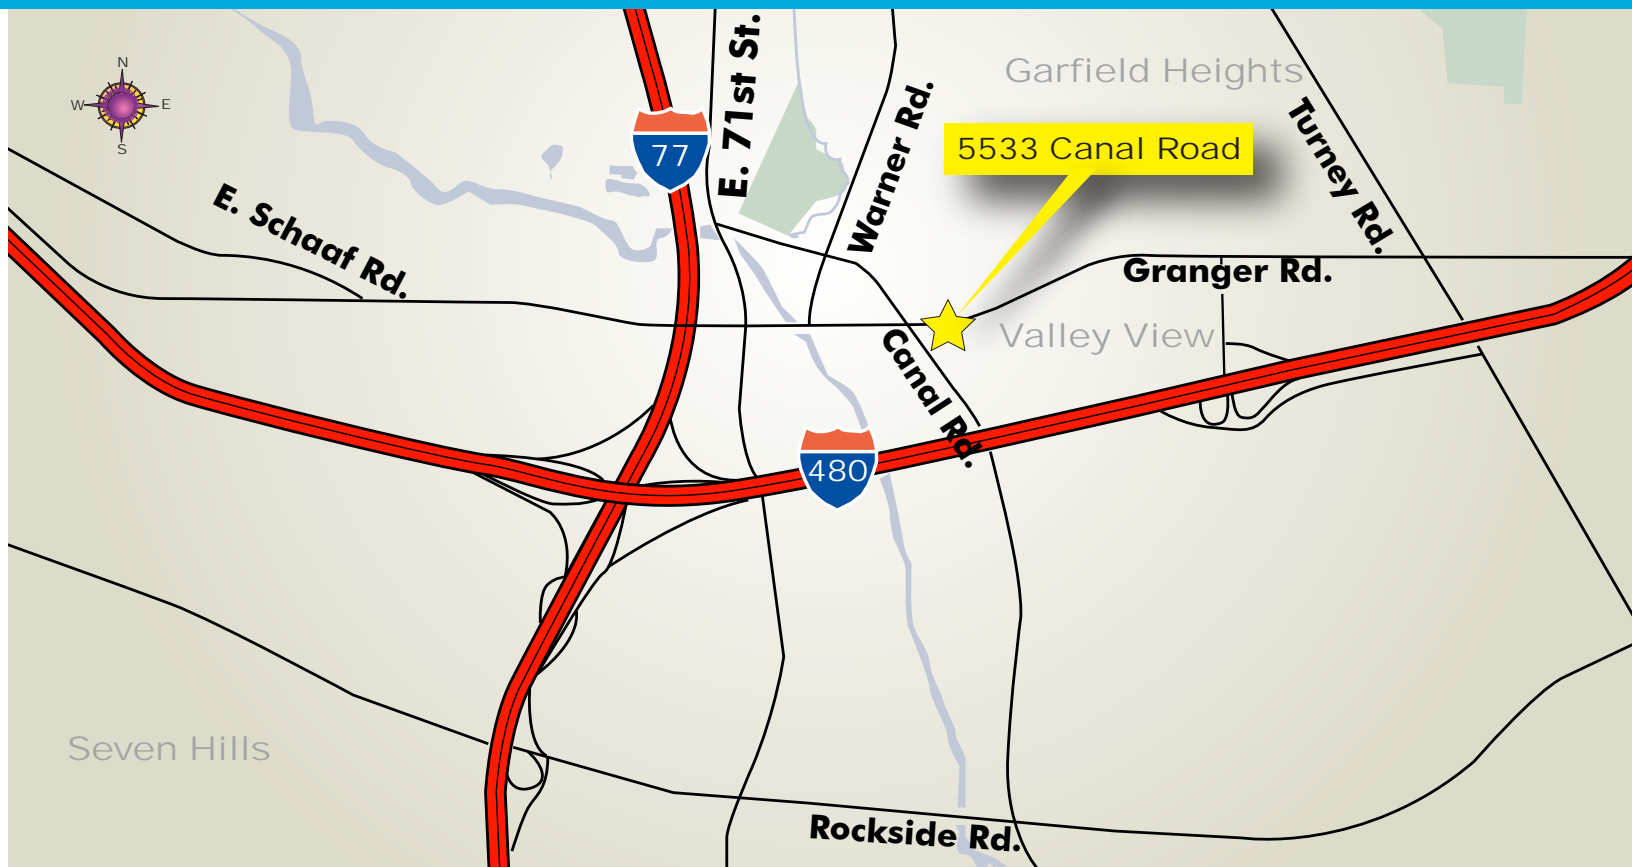 N
W
E
S
77
E. 71st St.
Warner Rd.
Garfield Heights
Turney Rd.
5533 Canal Road
E. Schaaf Rd.
Granger Rd.
Valley View
Canal Rd.
480
Seven Hills
Rockside Rd.